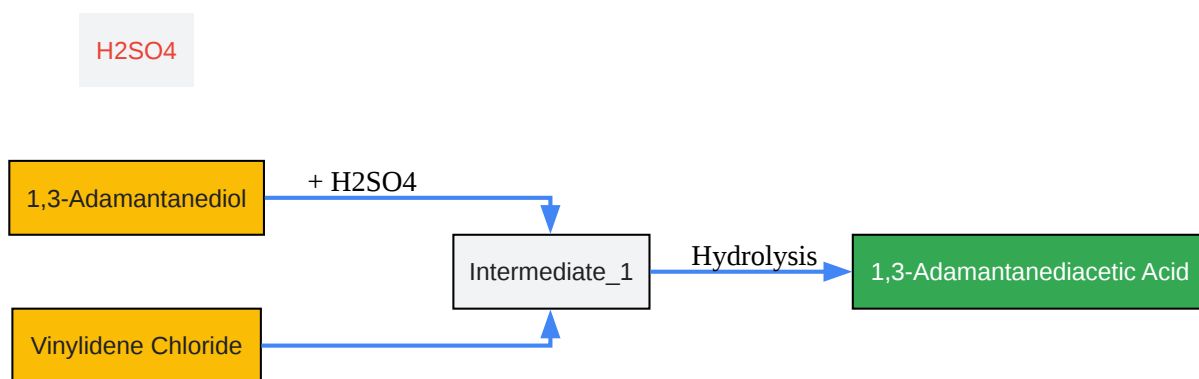 H2SO4
1,3-Adamantanediol
+ H2SO4
Intermediate_1
Hydrolysis
1,3-Adamantanediacetic Acid
Vinylidene Chloride